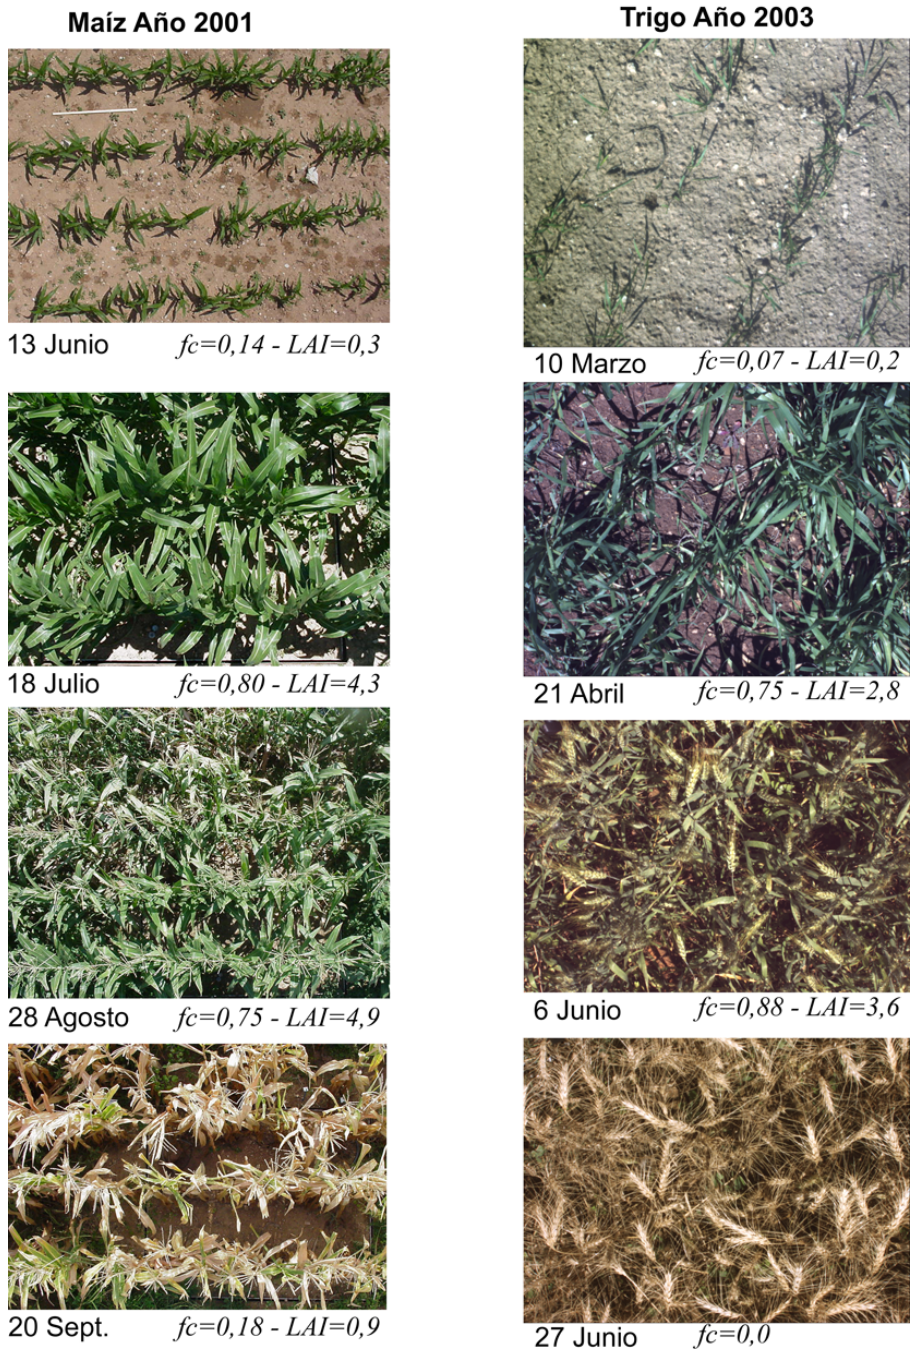 Maíz Año 2001
13 Junio fc=0,14 - LAI=0,3
18 Julio fc=0,80 - LAI=4,3
28 Agosto fc=0,75 - LAI=4,9
20 Sept. fc=0,18 - LAI=0,9
Trigo Año 2003
10 Marzo fc=0,07 - LAI=0,2
21 Abril fc=0,75 - LAI=2,8
6 Junio fc=0,88 - LAI=3,6
27 Junio fc=0,0